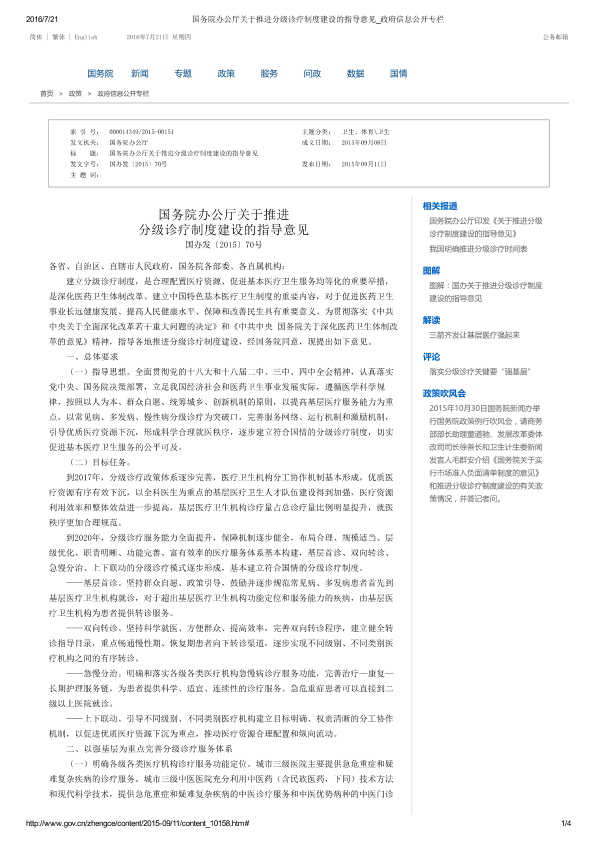 2016/7/21
国务院办公厅关于推进分级诊疗制度建设的指导意见_政府信息公开专栏
简体 | 繁体 | English
2016年7月21日 星期四
公务邮箱
国务院 新闻 专题 政策 服务 问政 数据 国情
首页 > 政策 > 政府信息公开专栏
索 引 号： 000014349/2015-00151
主题分类： 卫生、体育\卫生
发文机关： 国务院办公厅
成文日期： 2015年09月08日
标 题： 国务院办公厅关于推进分级诊疗制度建设的指导意见
发文字号： 国办发〔2015〕70号
发布日期： 2015年09月11日
主 题 词：
国务院办公厅关于推进
分级诊疗制度建设的指导意见
国办发〔2015〕70号
各省、自治区、直辖市人民政府，国务院各部委、各直属机构：
建立分级诊疗制度，是合理配置医疗资源、促进基本医疗卫生服务均等化的重要举措，
是深化医药卫生体制改革、建立中国特色基本医疗卫生制度的重要内容，对于促进医药卫生
事业长远健康发展、提高人民健康水平、保障和改善民生具有重要意义。为贯彻落实《中共
中央关于全面深化改革若干重大问题的决定》和《中共中央 国务院关于深化医药卫生体制改
革的意见》精神，指导各地推进分级诊疗制度建设，经国务院同意，现提出如下意见。
一、总体要求
（一）指导思想。全面贯彻党的十八大和十八届二中、三中、四中全会精神，认真落实
党中央、国务院决策部署，立足我国经济社会和医药卫生事业发展实际，遵循医学科学规
律，按照以人为本、群众自愿、统筹城乡、创新机制的原则，以提高基层医疗服务能力为重
点，以常见病、多发病、慢性病分级诊疗为突破口，完善服务网络、运行机制和激励机制，
引导优质医疗资源下沉，形成科学合理就医秩序，逐步建立符合国情的分级诊疗制度，切实
促进基本医疗卫生服务的公平可及。
（二）目标任务。
到2017年，分级诊疗政策体系逐步完善，医疗卫生机构分工协作机制基本形成，优质医
疗资源有序有效下沉，以全科医生为重点的基层医疗卫生人才队伍建设得到加强，医疗资源
利用效率和整体效益进一步提高，基层医疗卫生机构诊疗量占总诊疗量比例明显提升，就医
秩序更加合理规范。
到2020年，分级诊疗服务能力全面提升，保障机制逐步健全，布局合理、规模适当、层
级优化、职责明晰、功能完善、富有效率的医疗服务体系基本构建，基层首诊、双向转诊、
急慢分治、上下联动的分级诊疗模式逐步形成，基本建立符合国情的分级诊疗制度。
——基层首诊。坚持群众自愿、政策引导，鼓励并逐步规范常见病、多发病患者首先到
基层医疗卫生机构就诊，对于超出基层医疗卫生机构功能定位和服务能力的疾病，由基层医
疗卫生机构为患者提供转诊服务。
——双向转诊。坚持科学就医、方便群众、提高效率，完善双向转诊程序，建立健全转
诊指导目录，重点畅通慢性期、恢复期患者向下转诊渠道，逐步实现不同级别、不同类别医
疗机构之间的有序转诊。
——急慢分治。明确和落实各级各类医疗机构急慢病诊疗服务功能，完善治疗—康复—
长期护理服务链，为患者提供科学、适宜、连续性的诊疗服务。急危重症患者可以直接到二
级以上医院就诊。
——上下联动。引导不同级别、不同类别医疗机构建立目标明确、权责清晰的分工协作
机制，以促进优质医疗资源下沉为重点，推动医疗资源合理配置和纵向流动。
二、以强基层为重点完善分级诊疗服务体系
（一）明确各级各类医疗机构诊疗服务功能定位。城市三级医院主要提供急危重症和疑
难复杂疾病的诊疗服务。城市三级中医医院充分利用中医药（含民族医药，下同）技术方法
和现代科学技术，提供急危重症和疑难复杂疾病的中医诊疗服务和中医优势病种的中医门诊
相关报道
国务院办公厅印发《关于推进分级
诊疗制度建设的指导意见》
我国明确推进分级诊疗时间表
图解
图解：国办关于推进分级诊疗制度
建设的指导意见
解读
三箭齐发让基层医疗强起来
评论
落实分级诊疗关键要“强基层”
政策吹风会
2015年10月30日国务院新闻办举
行国务院政策例行吹风会，请商务
部部长助理童道驰、发展改革委体
改司司长徐善长和卫生计生委新闻
发言人毛群安介绍《国务院关于实
行市场准入负面清单制度的意见》
和推进分级诊疗制度建设的有关政
策情况，并答记者问。
http://www.gov.cn/zhengce/content/2015-09/11/content_10158.htm#
1/4